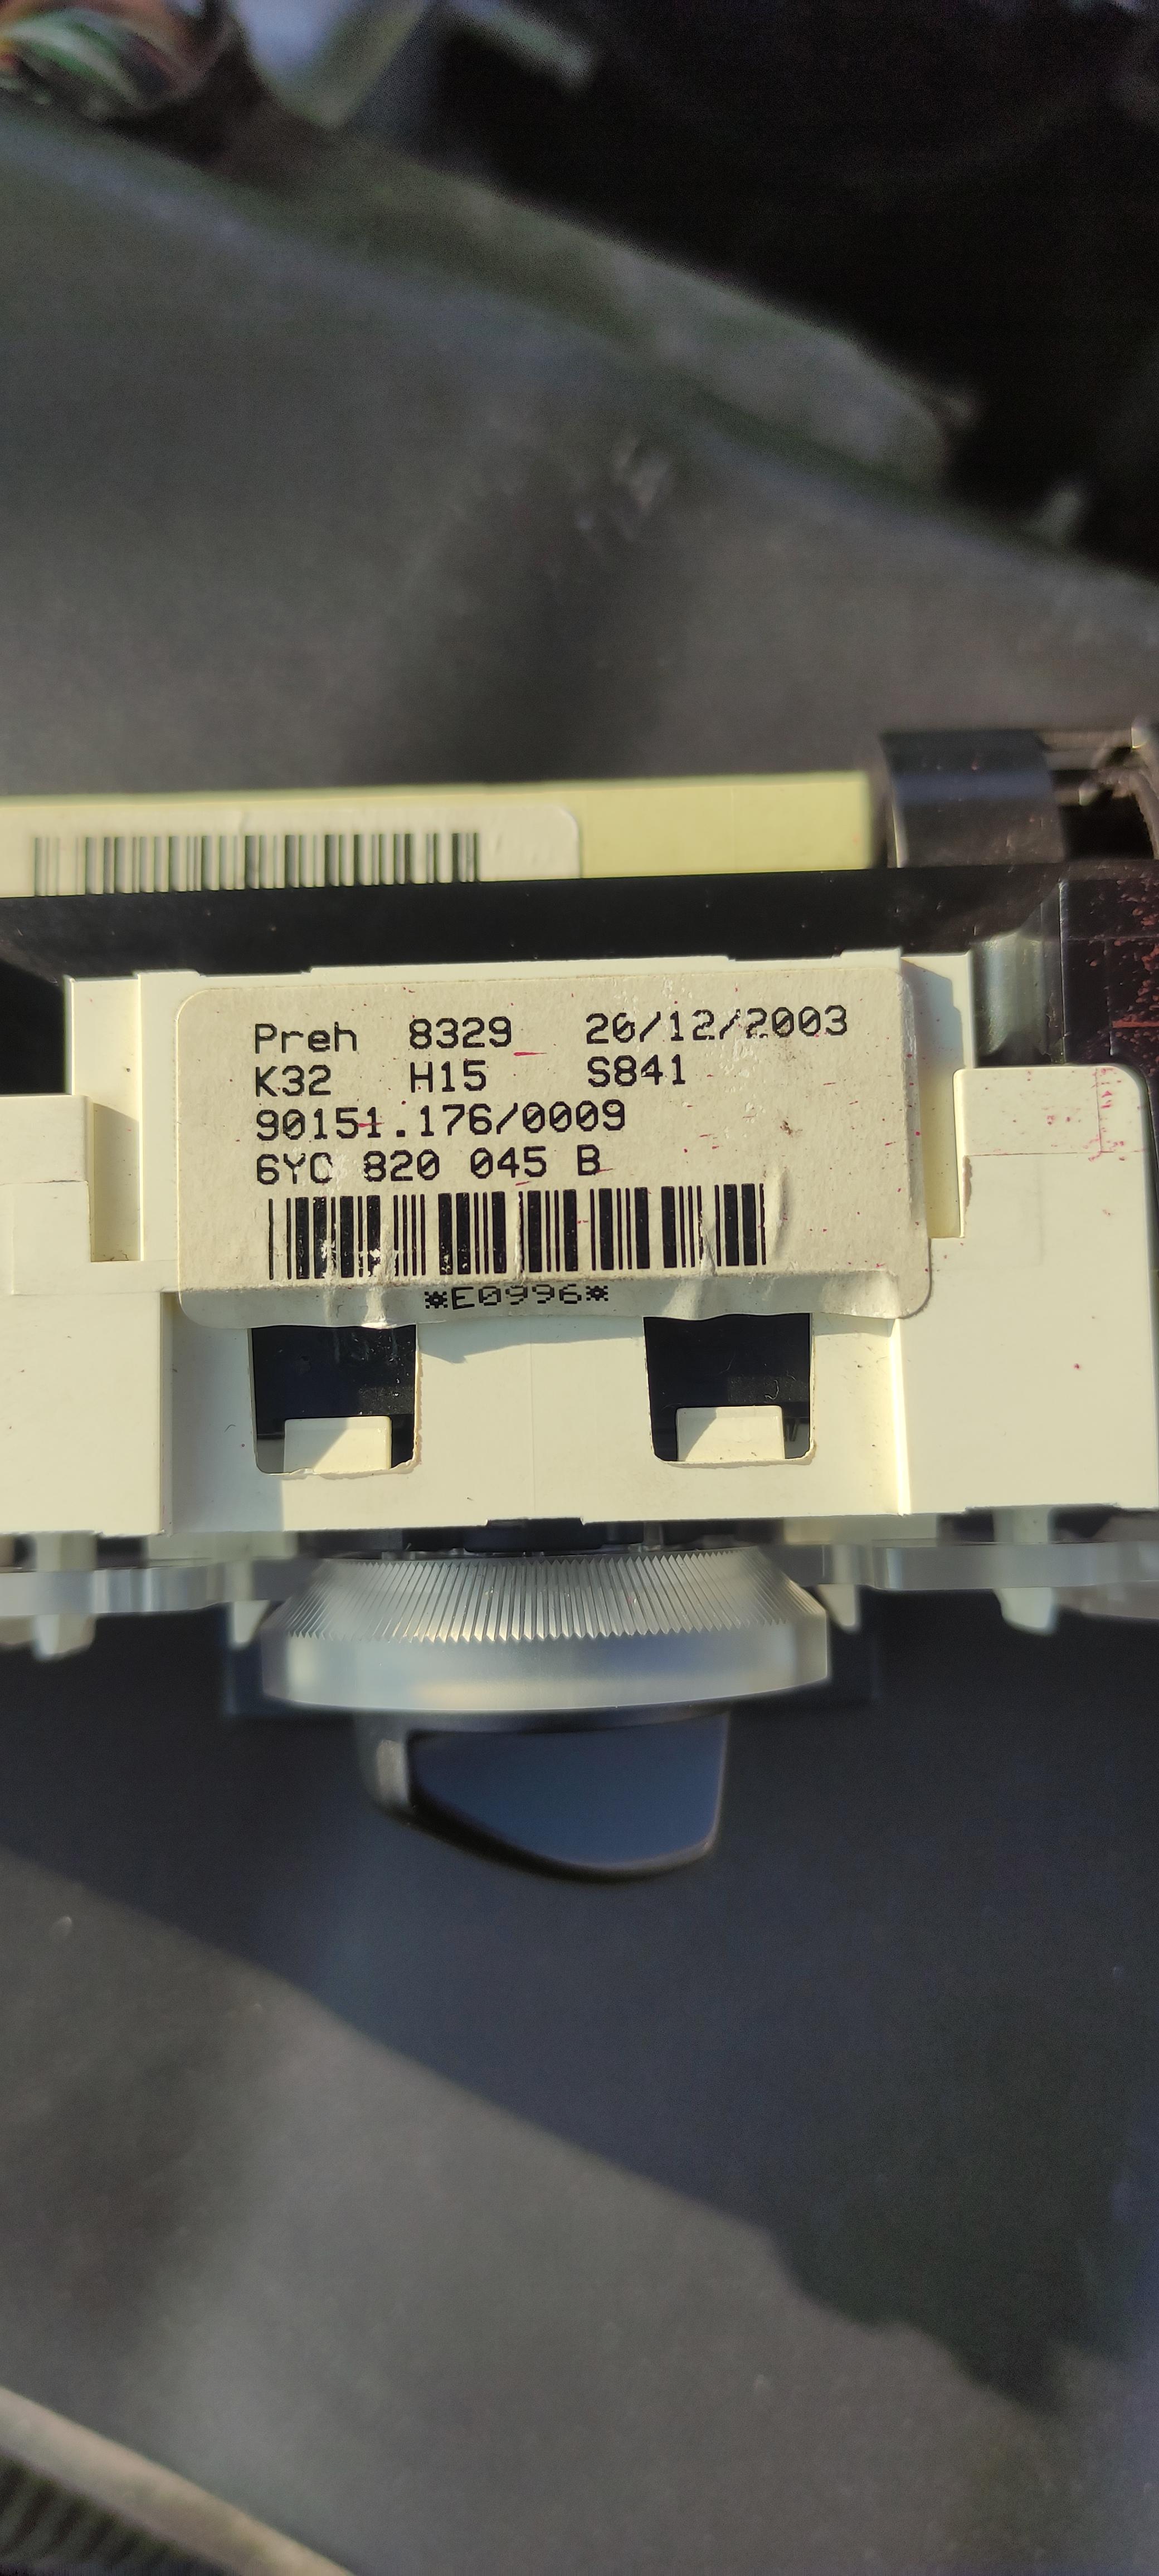 Preh 8329 20/12/2003
K32 H15 S841
90151.176/0009
6YC 820 045 B
*E0996*